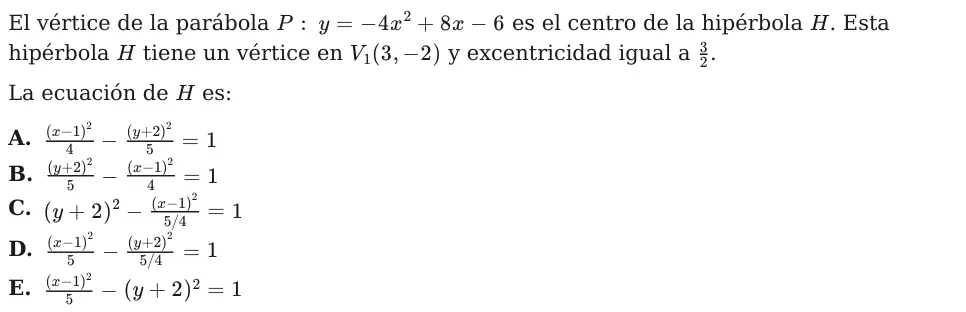 El vértice de la parábola P : y = −4x² + 8x − 6 es el centro de la hipérbola H. Esta
hipérbola H tiene un vértice en V₁(3, −2) y excentricidad igual a 3/2.
La ecuación de H es:
A. (x−1)²/4 − (y+2)²/5 = 1
B. (y+2)²/5 − (x−1)²/4 = 1
C. (y + 2)² − (x−1)²/(5/4) = 1
D. (x−1)²/5 − (y+2)²/(5/4) = 1
E. (x−1)²/5 − (y + 2)² = 1